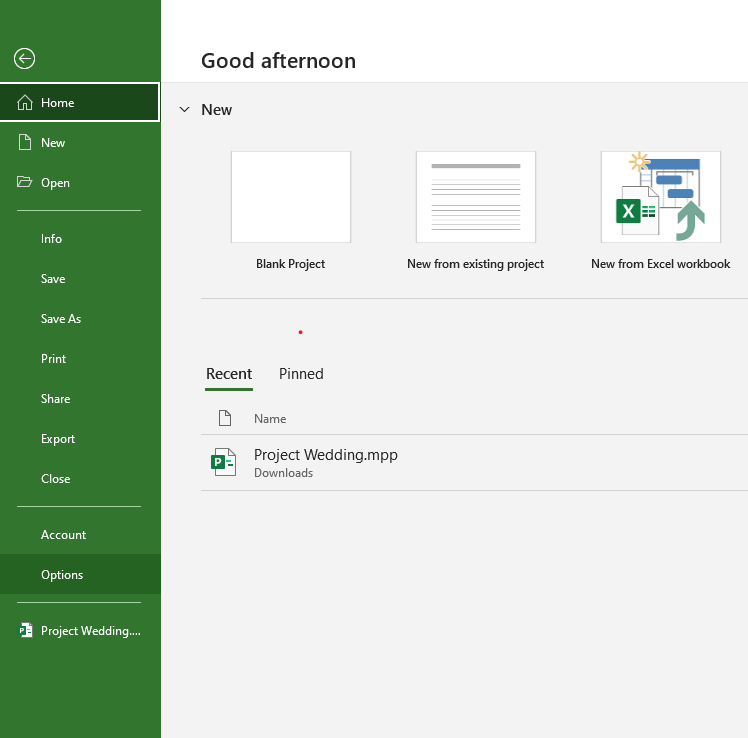 Good afternoon
Home
New
Open
Info
Save
Save As
Print
Share
Export
Close
Account
Options
Project Wedding....
New
Blank Project
New from existing project
X
New from Excel workbook
Recent
Pinned
Name
P
Project Wedding.mpp
Downloads